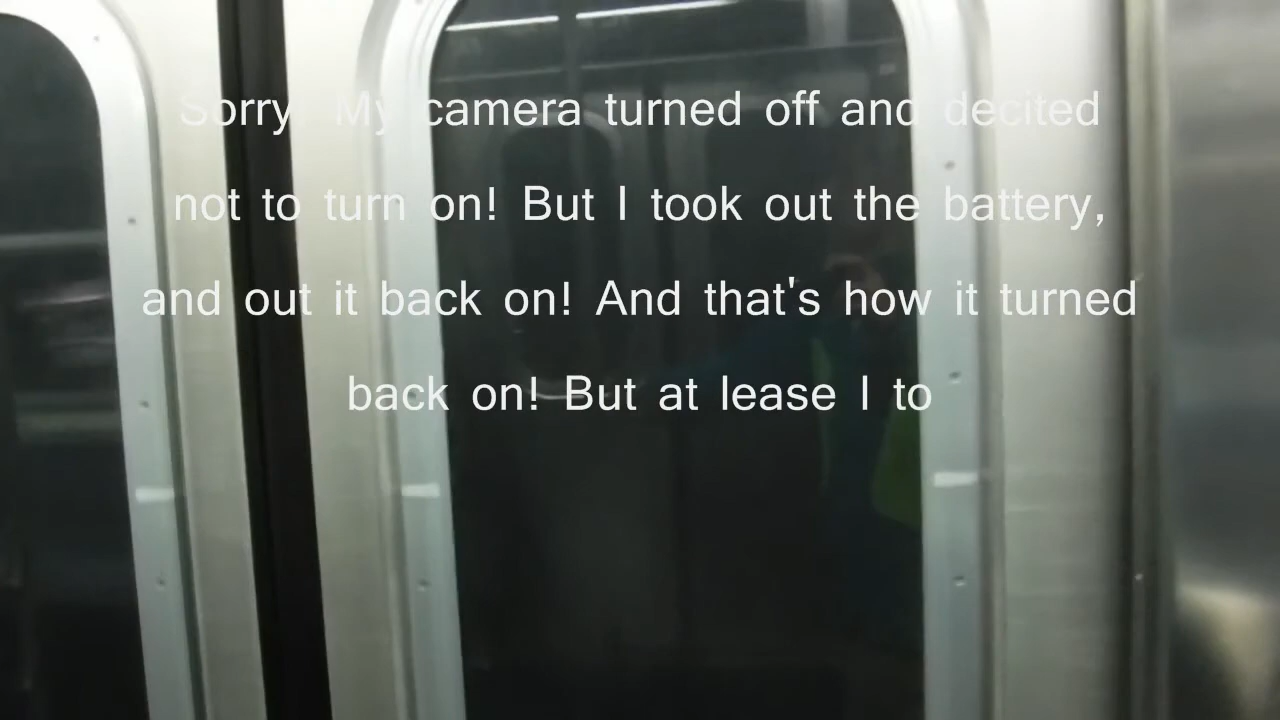 Sorry! My camera turned off and decited
not to turn on! But I took out the battery,
and out it back on! And that's how it turned
back on! But at lease I to